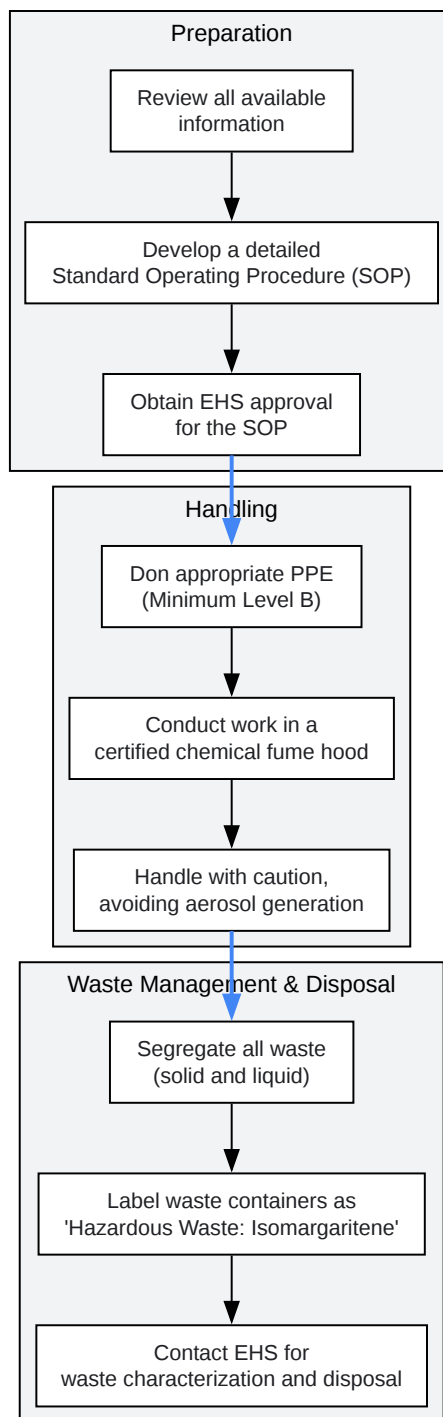 Preparation
Review all available
information
Develop a detailed
Standard Operating Procedure (SOP)
Obtain EHS approval
for the SOP
Handling
Don appropriate PPE
(Minimum Level B)
Conduct work in a
certified chemical fume hood
Handle with caution,
avoiding aerosol generation
Waste Management & Disposal
Segregate all waste
(solid and liquid)
Label waste containers as
'Hazardous Waste: Isomargaritene'
Contact EHS for
waste characterization and disposal